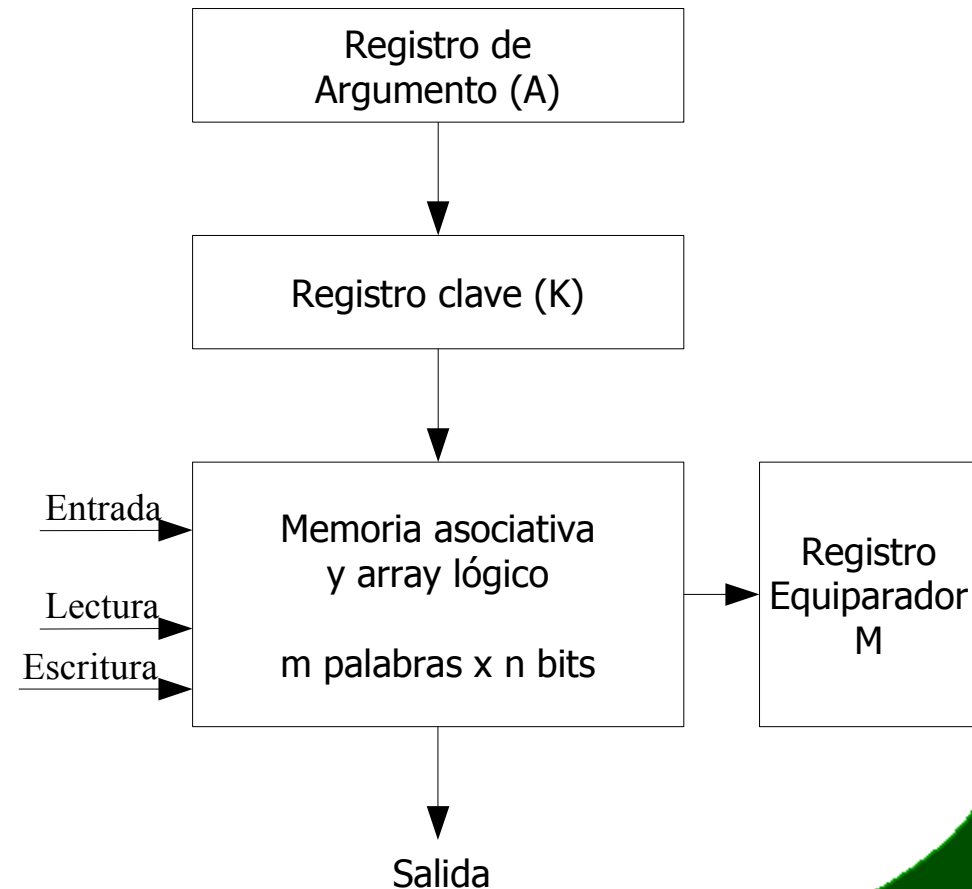 Registro de
Argumento (A)
Registro clave (K)
Entrada
Lectura
Escritura
Memoria asociativa
y array lógico
m palabras x n bits
Registro
Equiparador
M
Salida